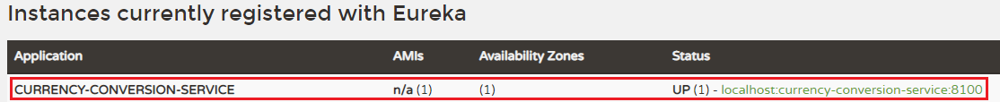 Instances currently registered with Eureka
Application AMIs Availability Zones Status
CURRENCY-CONVERSION-SERVICE n/a (1) (1) UP (1) - localhost:currency-conversion-service:8100